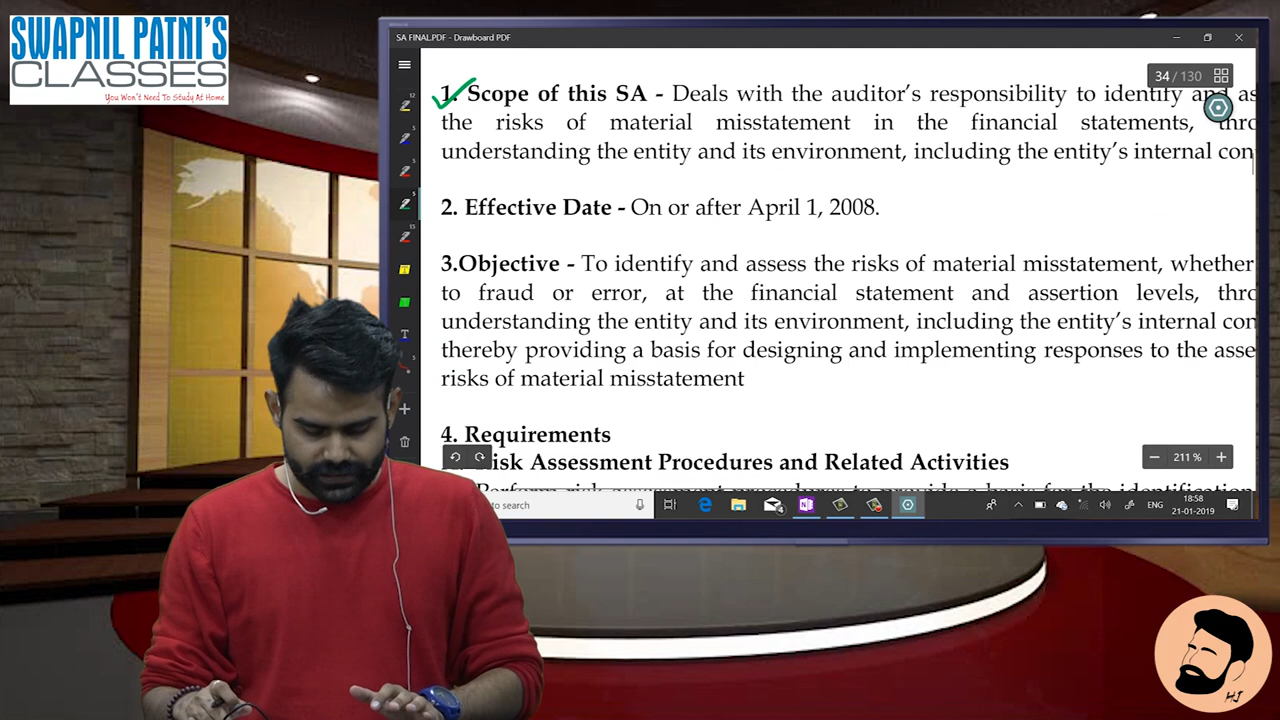 SWAPNIL PATNI'S
CLASSES
You Won't Need To Study At Home
SA FINAL.PDF - Drawboard PDF
34 / 130
1. Scope of this SA - Deals with the auditor's responsibility to identify and as
the risks of material misstatement in the financial statements, thro
understanding the entity and its environment, including the entity's internal con
2. Effective Date - On or after April 1, 2008.
3.Objective - To identify and assess the risks of material misstatement, whether
to fraud or error, at the financial statement and assertion levels, thro
understanding the entity and its environment, including the entity's internal con
thereby providing a basis for designing and implementing responses to the asse
risks of material misstatement
4. Requirements
Risk Assessment Procedures and Related Activities
211 %
to search
ENG
18:58
21-01-2019
HJ